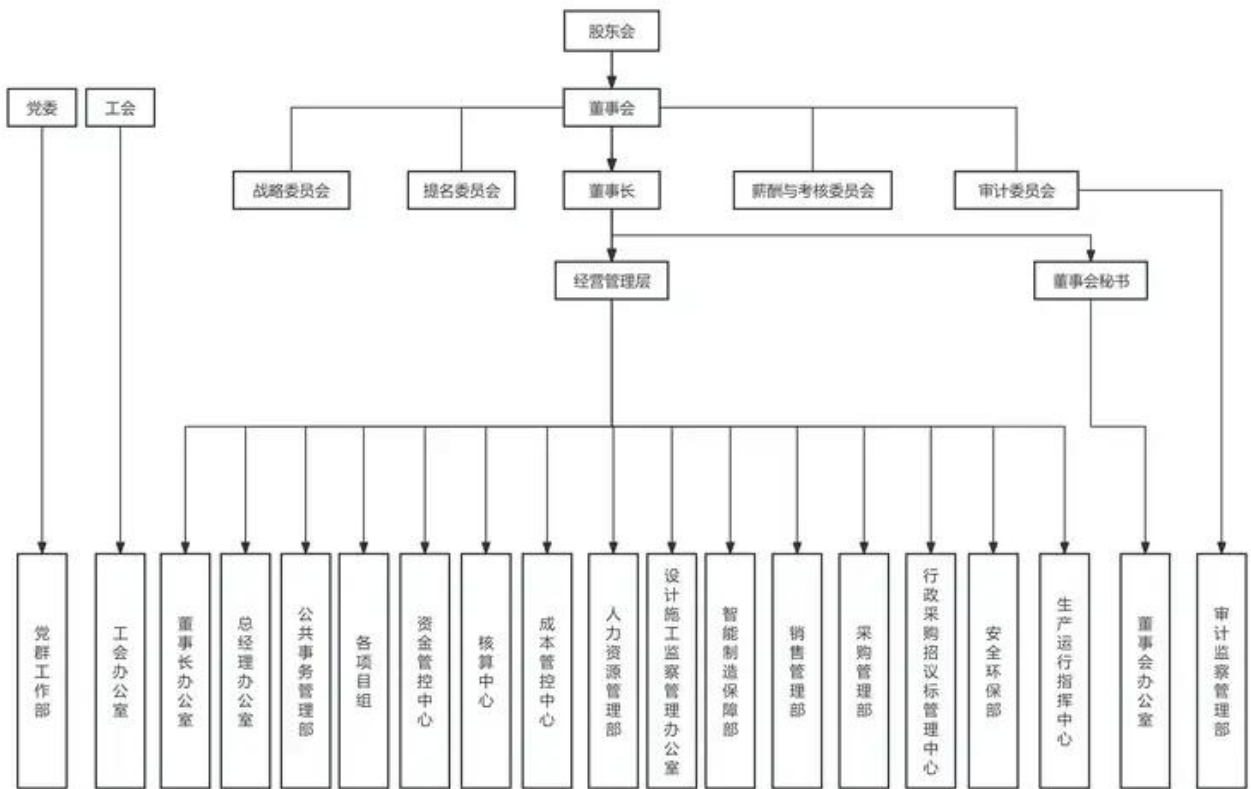 股东会
党委
工会
董事会
战略委员会
提名委员会
董事长
薪酬与考核委员会
审计委员会
经营管理层
董事会秘书
党群工作部
工会办公室
董事长办公室
总经理办公室
公共事务管理部
各项目组
资金管控中心
核算中心
成本管控中心
人力资源管理部
设计施工监察管理办公室
智能制造保障部
销售管理部
采购管理部
行政采购招议标管理中心
安全环保部
生产运行指挥中心
董事会办公室
审计监察管理部